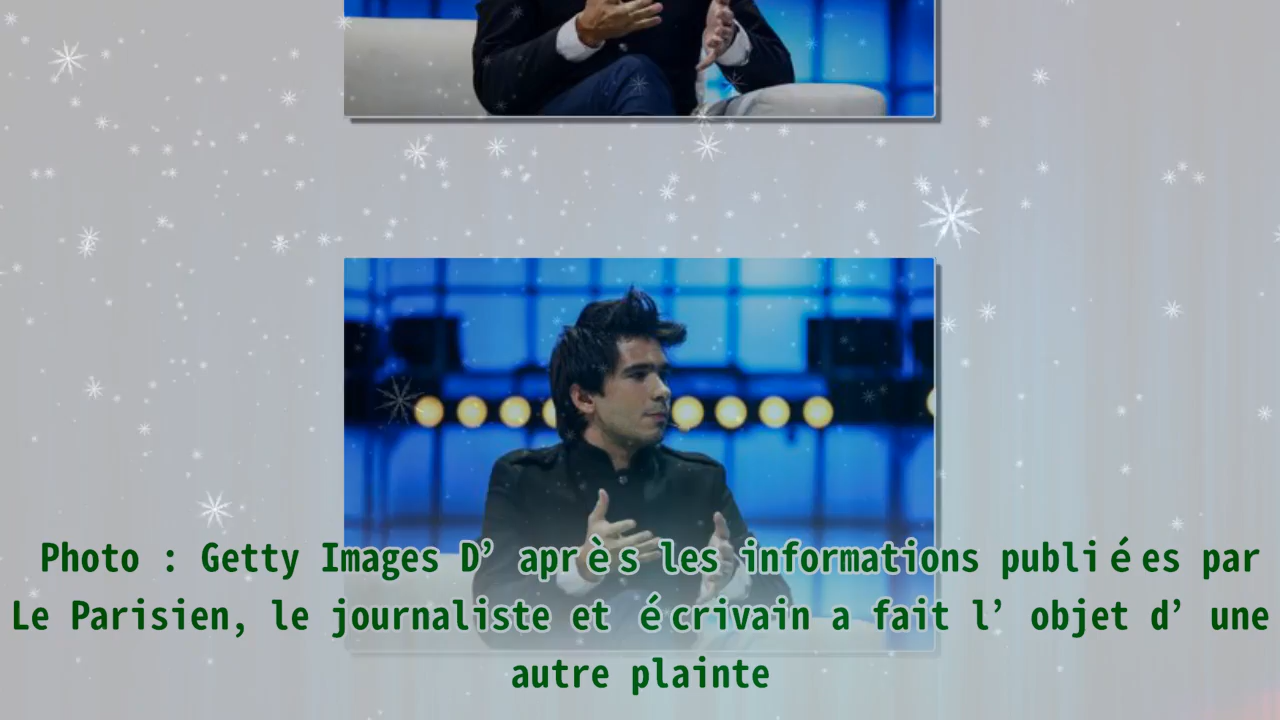 Photo : Getty Images D’ après les informations publiées par
Le Parisien, le journaliste et écrivain a fait l’ objet d’ une
autre plainte